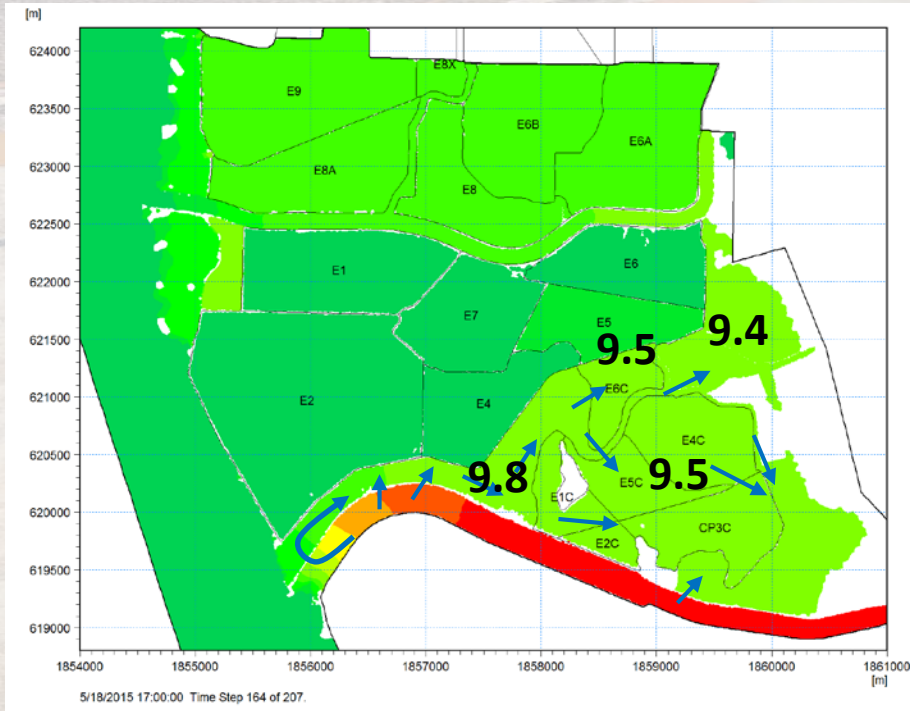 [m]
624000
E8X
E9
623500
E6B
E6A
623000
E8A
E8
622500
E1
E6
622000
E7
E5
9.4
621500
9.5
E6C
621000
E2
E4
E4C
620500
9.8
E5C
9.5
E1C
620000
CP3C
E2C
619500
619000
1854000
1855000
1856000
1857000
1858000
1859000
1860000
1861000
[m]
5/18/2015 17:00:00 Time Step 164 of 207.